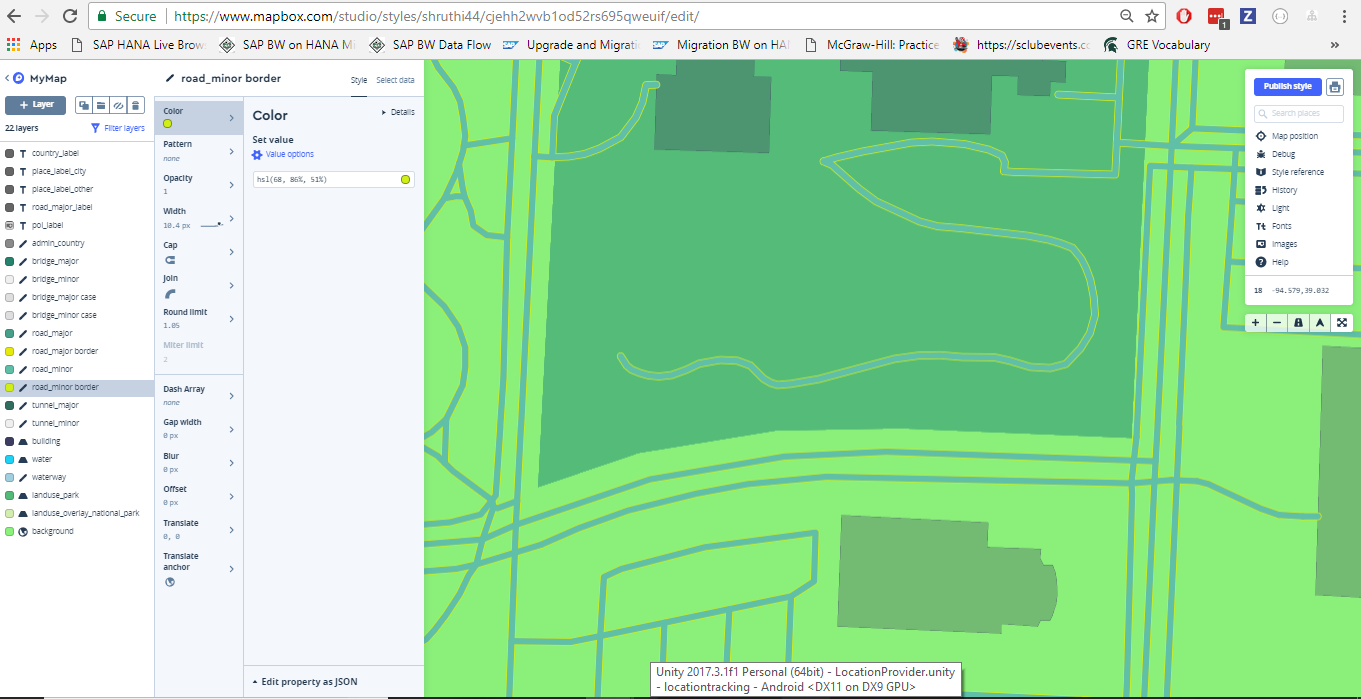 Secure https://www.mapbox.com/studio/styles/shruthi44/cjehh2wvb1od52rs695qweuif/edit/
Apps SAP HANA Live Brow SAP BW on HANA Mi SAP BW Data Flow Upgrade and Migratic Migration BW on HAN McGraw-Hill: Practice https://sclubevents.cc GRE Vocabulary »
MyMap
+ Layer
22 layers Filter layers
country_label
place_label_city
place_label_other
road_major_label
poi_label
admin_country
bridge_major
bridge_minor
bridge_major case
bridge_minor case
road_major
road_major border
road_minor
road_minor border
tunnel_major
tunnel_minor
building
water
waterway
landuse_park
landuse_overlay_national_park
background
road_minor border Style Select data
Color
Pattern
none
Opacity
1
Width
10.4 px
Cap
Join
Round limit
1.05
Miter limit
2
Dash Array
none
Gap width
0 px
Blur
0 px
Offset
0 px
Translate
0, 0
Translate
anchor
Color Details
Set value
Value options
hsl(68, 86%, 51%)
Edit property as JSON
Publish style
Search places
Map position
Debug
Style reference
History
Light
Tt Fonts
Images
Help
18 -94.579,39.032
Unity 2017.3.1f1 Personal (64bit) - LocationProvider.unity
- locationtracking - Android <DX11 on DX9 GPU>